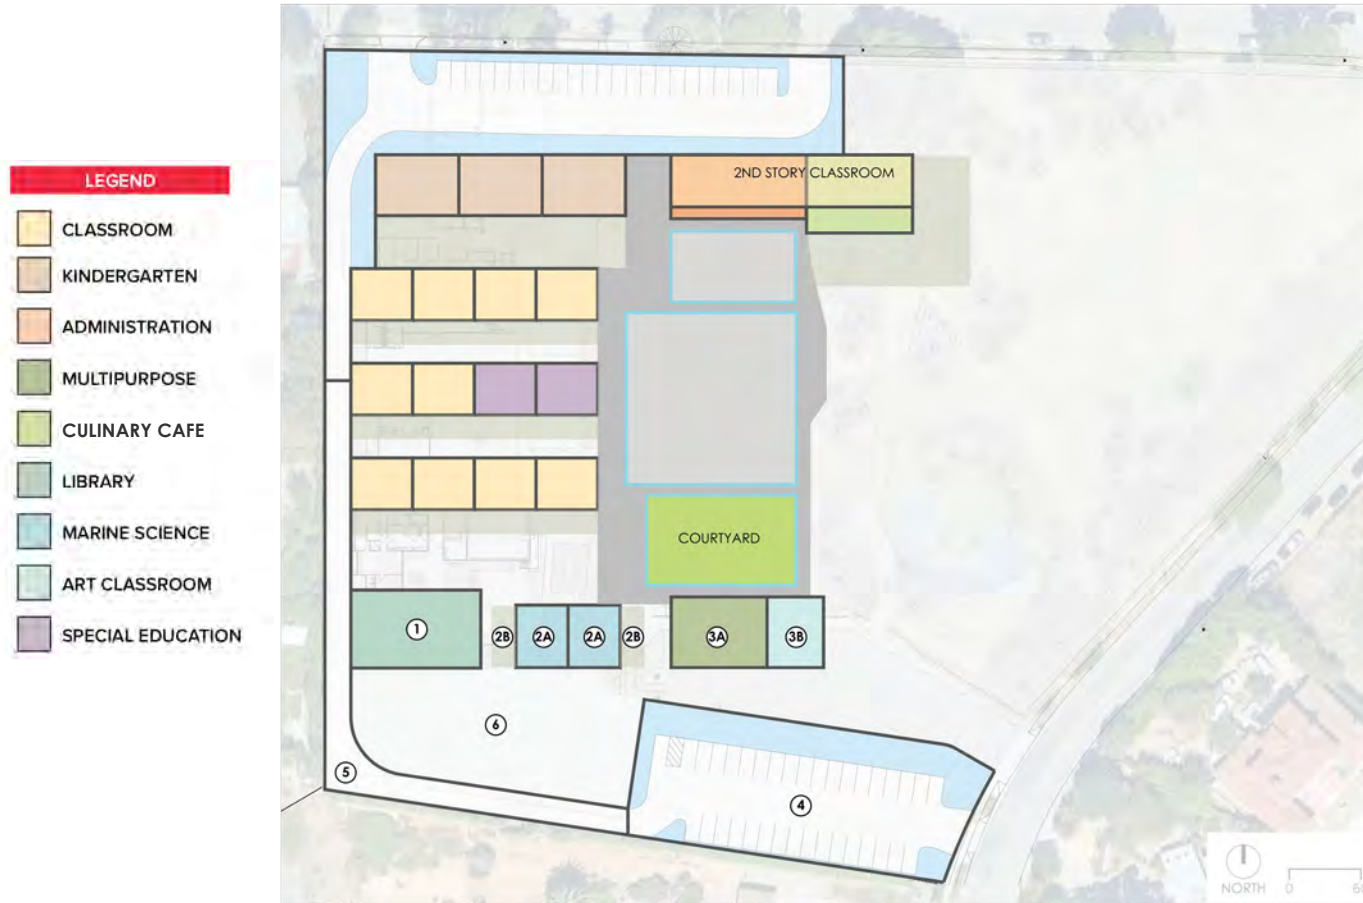 LEGEND
CLASSROOM
KINDERGARTEN
ADMINISTRATION
MULTIPURPOSE
CULINARY CAFE
LIBRARY
MARINE SCIENCE
ART CLASSROOM
SPECIAL EDUCATION
2ND STORY CLASSROOM
COURTYARD
1
2B
2A
2A
2B
3A
3B
6
5
4
NORTH
0